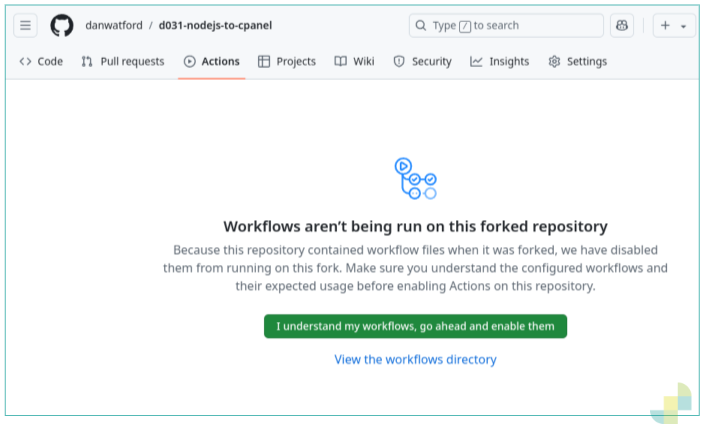 danwatford / d031-nodejs-to-cpanel Type / to search
Code Pull requests Actions Projects Wiki Security Insights Settings
Workflows aren’t being run on this forked repository
Because this repository contained workflow files when it was forked, we have disabled
them from running on this fork. Make sure you understand the configured workflows and
their expected usage before enabling Actions on this repository.
I understand my workflows, go ahead and enable them
View the workflows directory